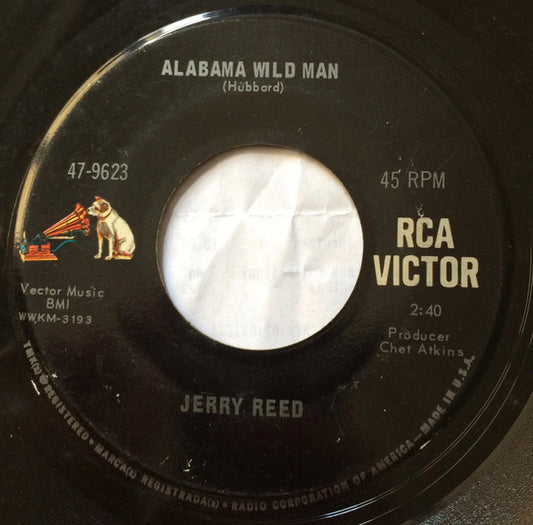 ALABAMA WILD MAN
(Hubbard)
47-9623
45 RPM
RCA
VICTOR
Vector Music
BMI
WWKM-3193
2:40
Producer
Chet Atkins
JERRY REED
TMK(s) REGISTERED • MARCA(s) REGISTRADA(s) • RADIO CORPORATION OF AMERICA – MADE IN U.S.A.